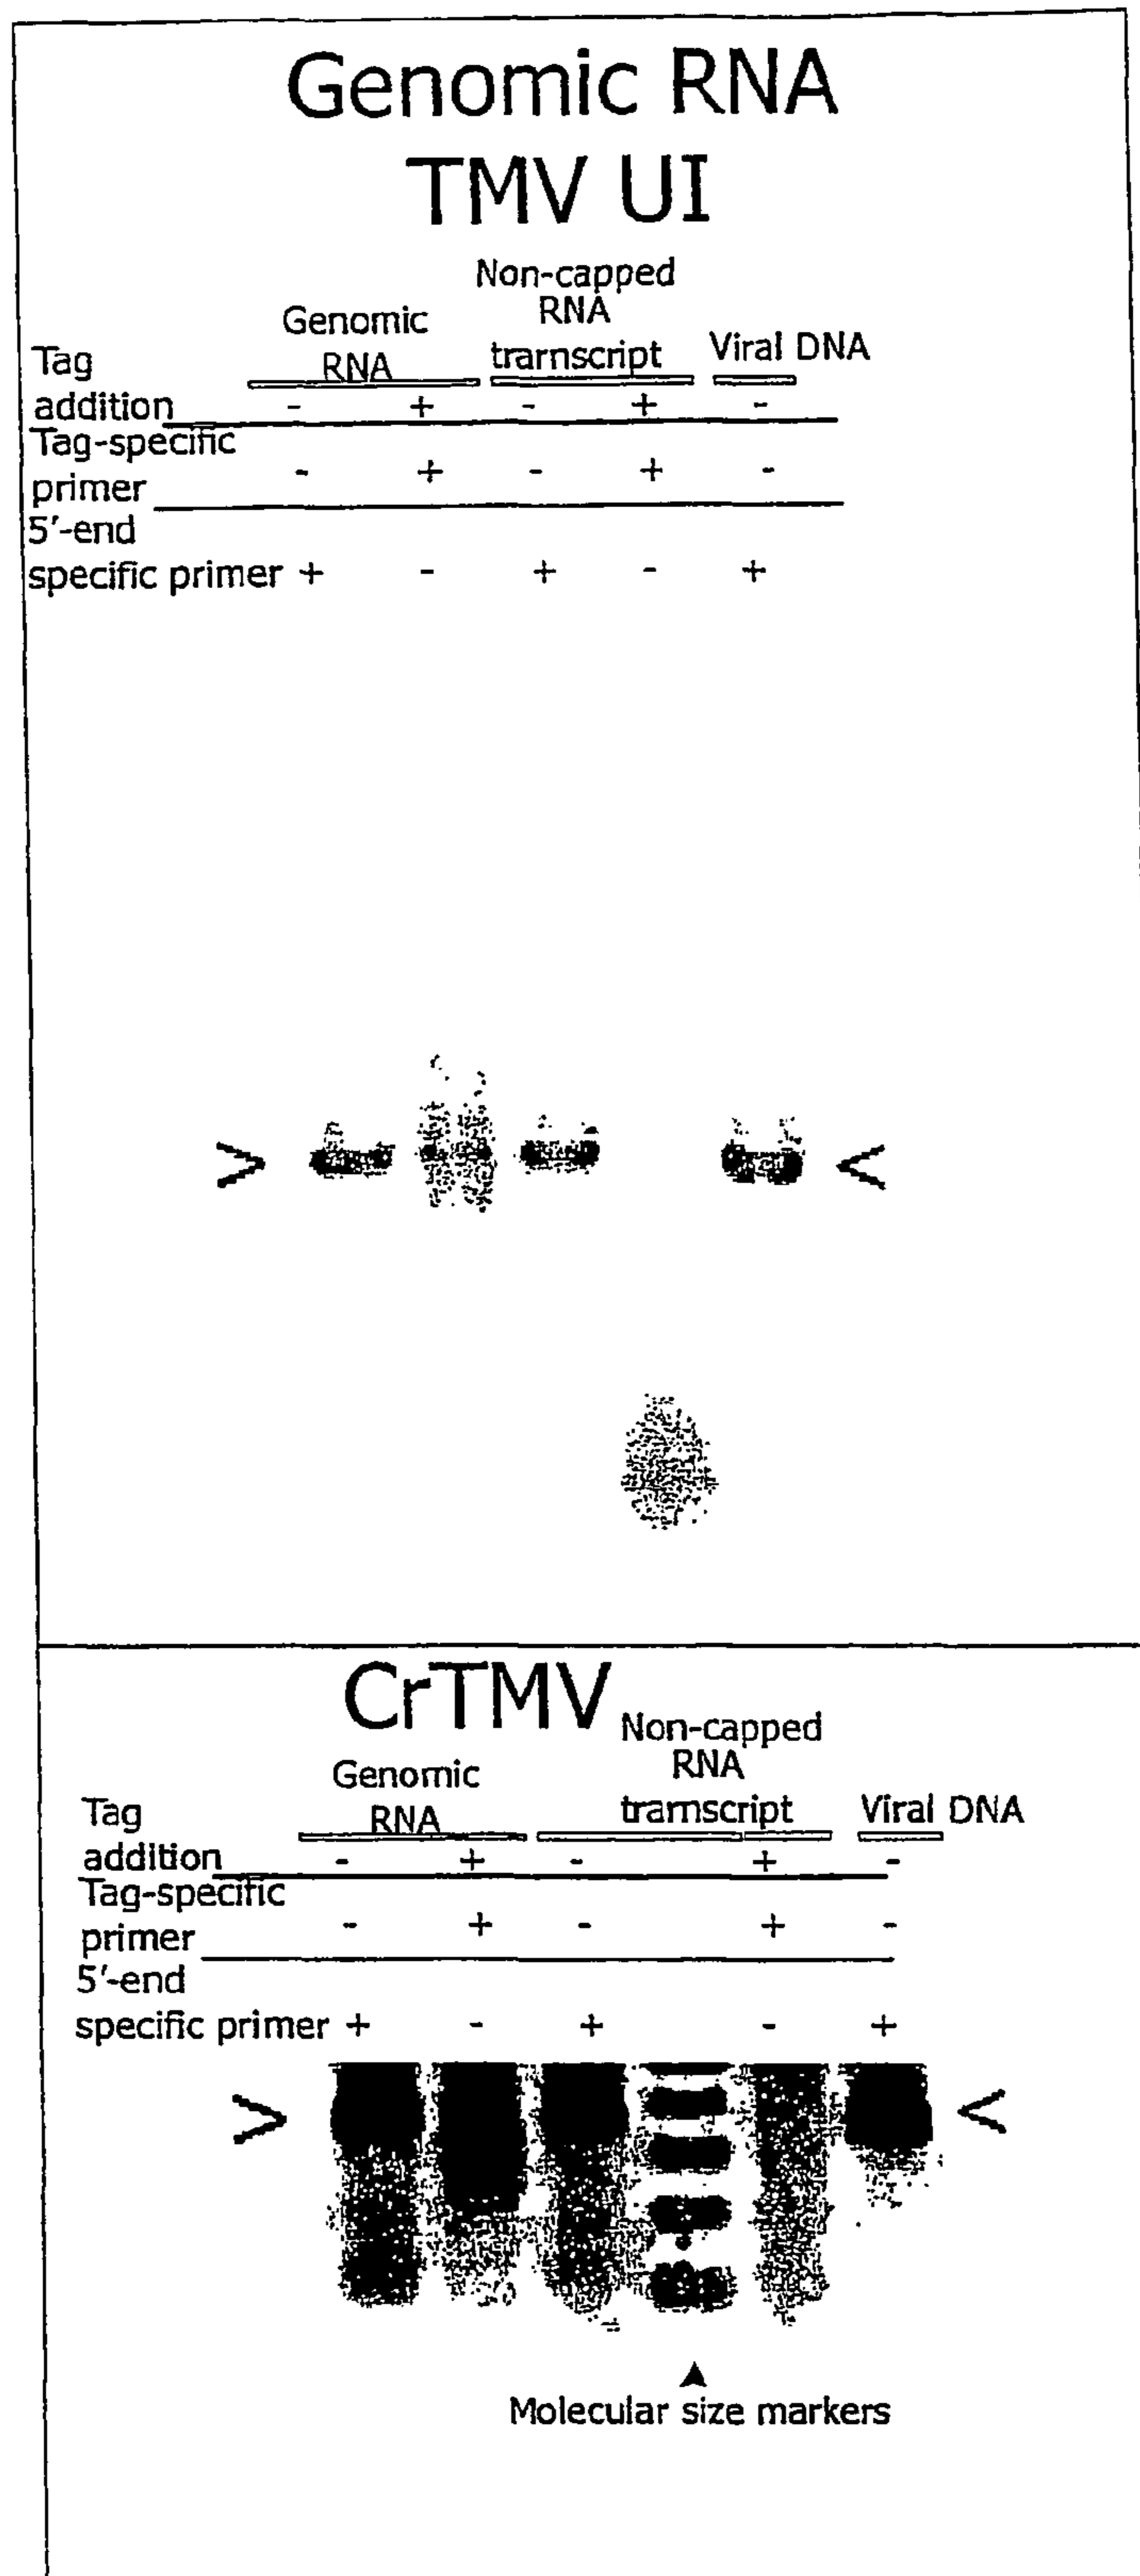 Genomic RNA
TMV UI
Non-capped
RNA
Genomic
RNA
trarnscript
Viral DNA
Tag
addition - + - + -
Tag-specific
primer - + - + -
5'-end
specific primer + - + - +
> <
CrTMV
Non-capped
RNA
Genomic
RNA
trarnscript
Viral DNA
Tag
addition - + - + -
Tag-specific
primer - + - + -
5'-end
specific primer + - + - +
> <
Molecular size markers